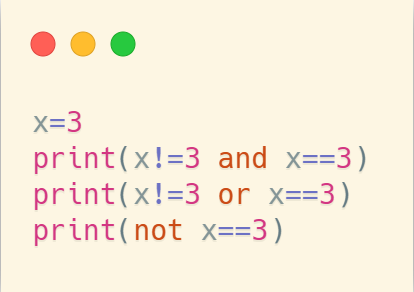 x=3
print(x!=3 and x==3)
print(x!=3 or x==3)
print(not x==3)